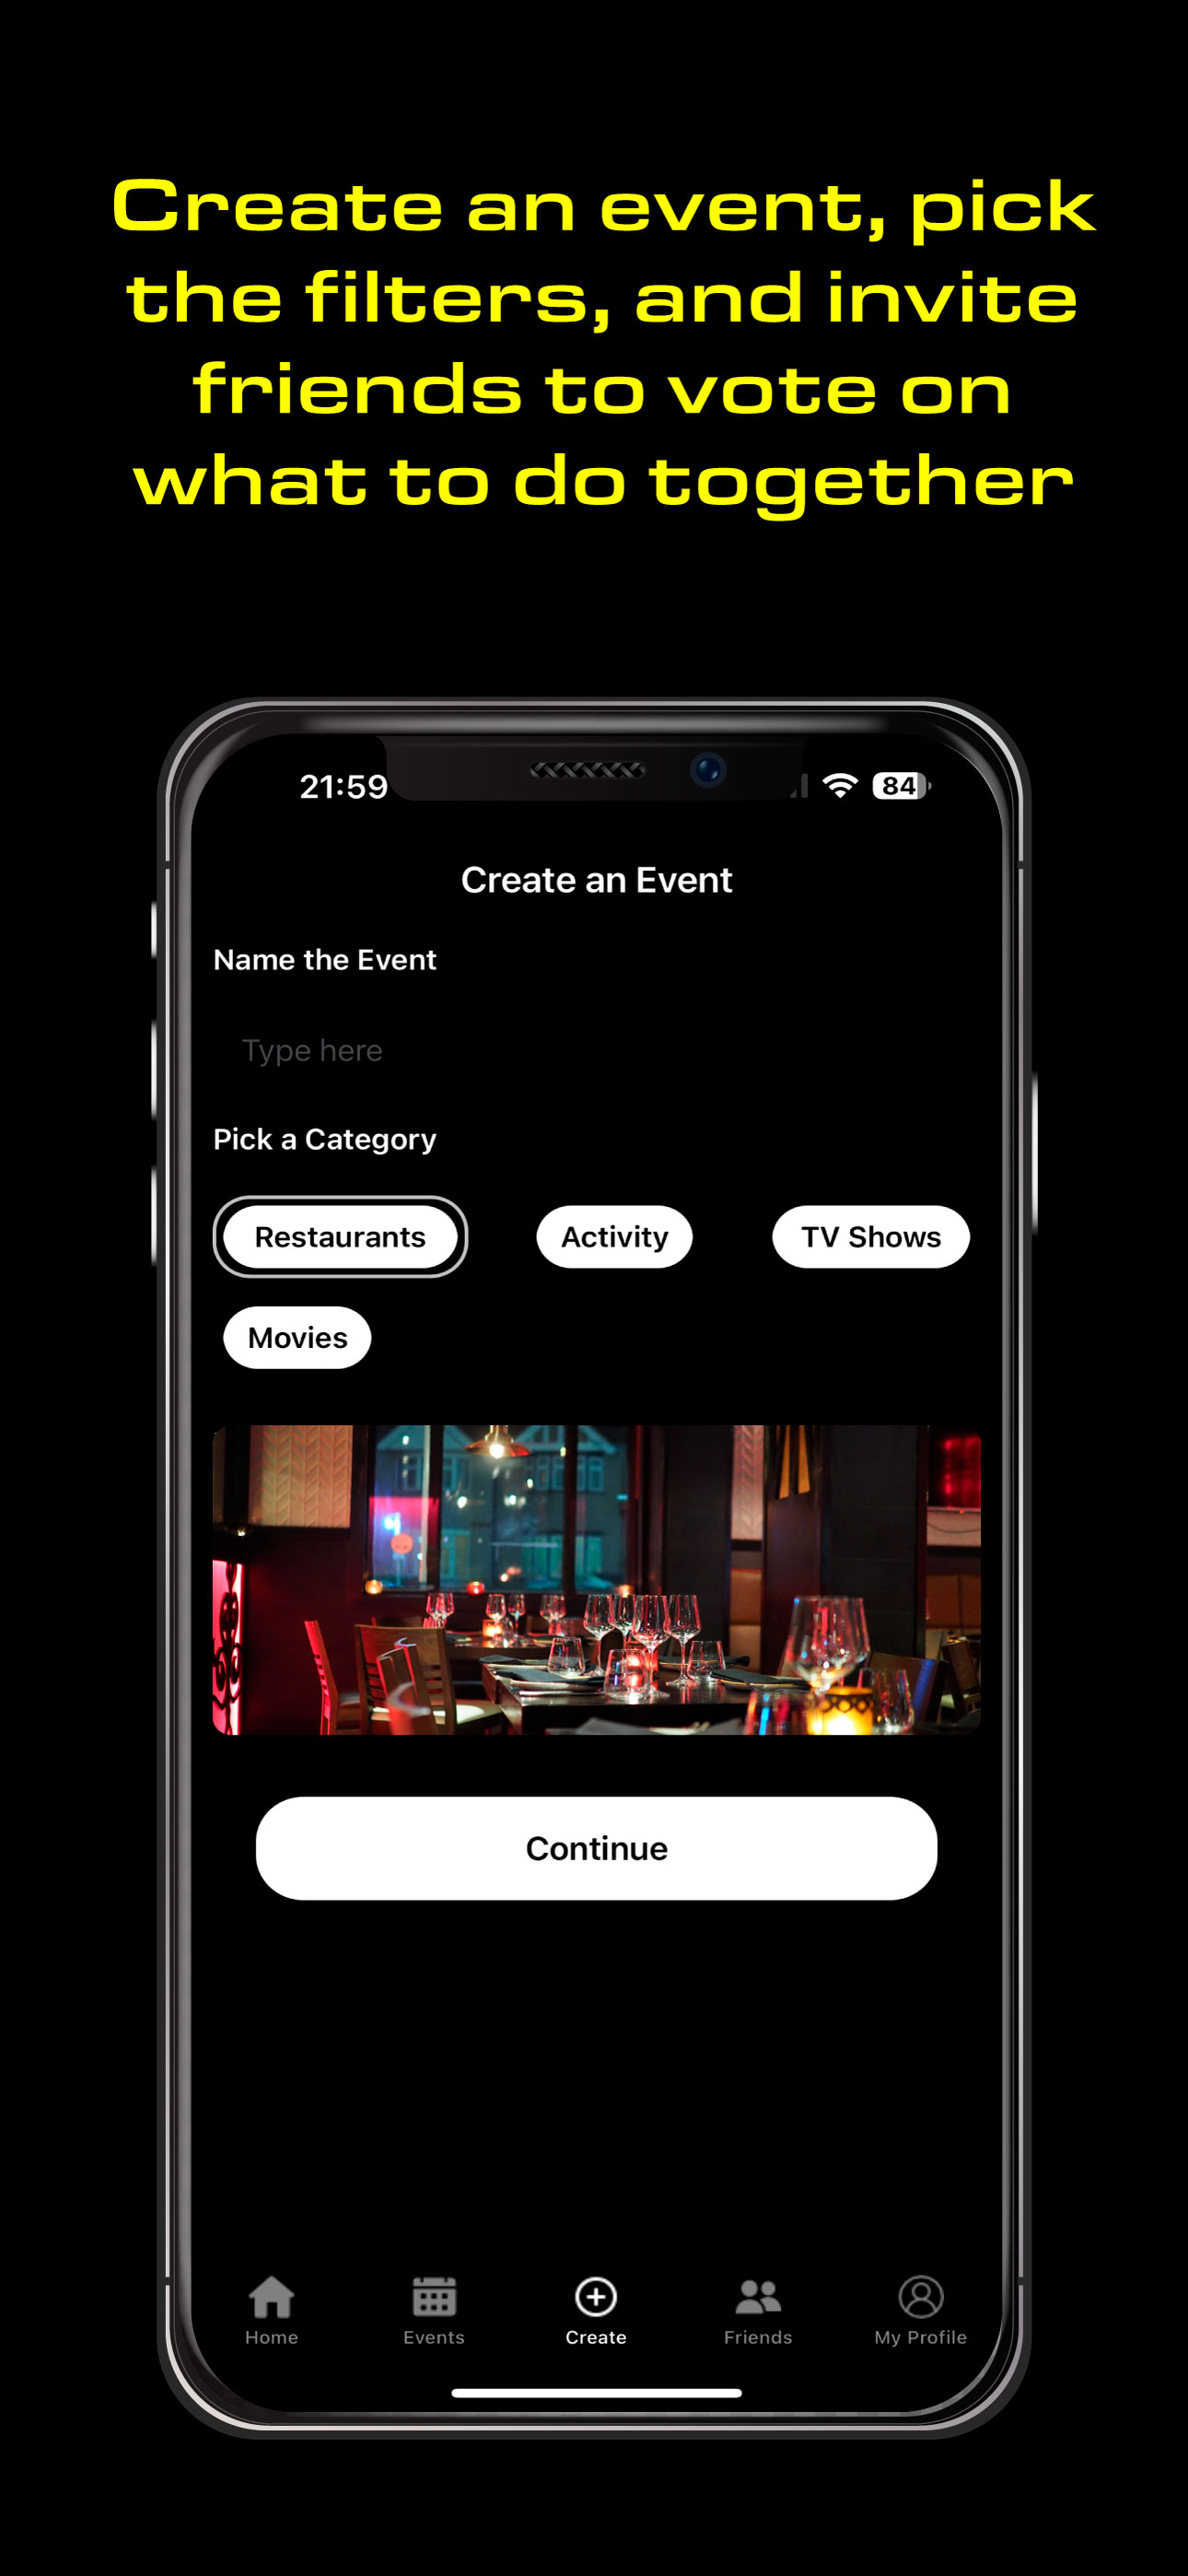 Create an event, pick
the filters, and invite
friends to vote on
what to do together
21:59
84
Create an Event
Name the Event
Type here
Pick a Category
Restaurants
Activity
TV Shows
Movies
Continue
Home
Events
Create
Friends
My Profile